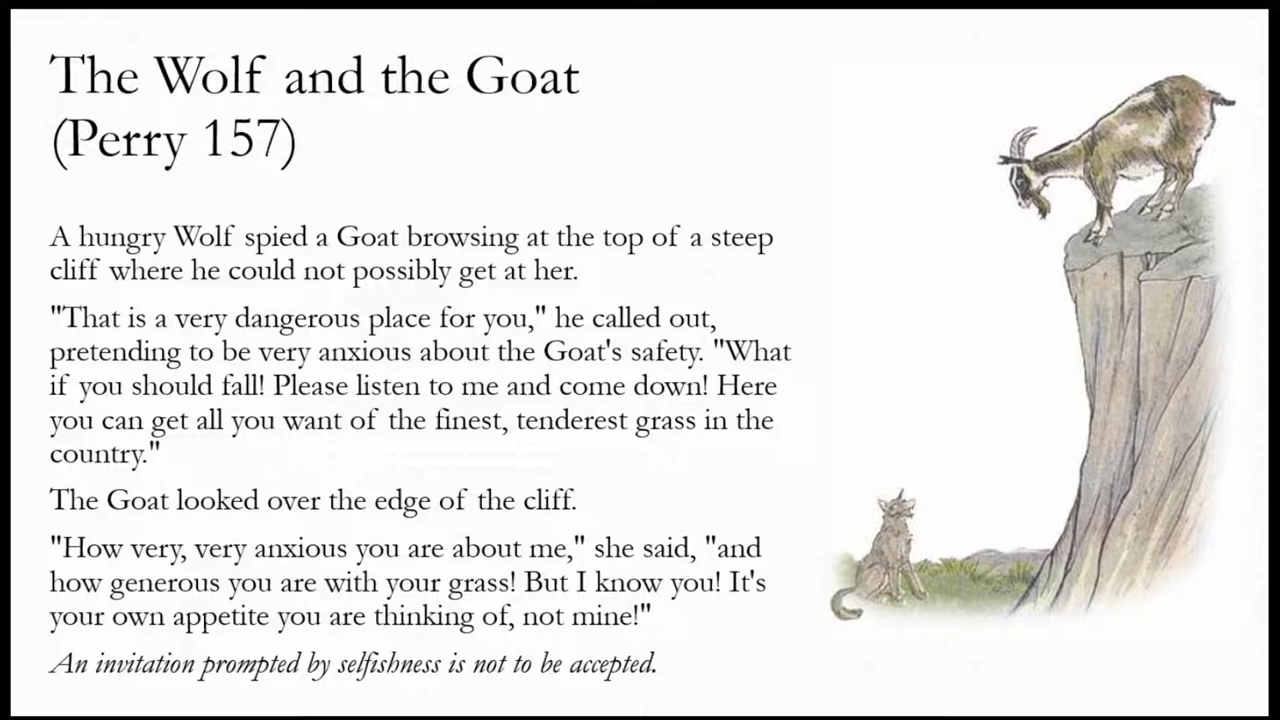 The Wolf and the Goat
(Perry 157)
A hungry Wolf spied a Goat browsing at the top of a steep
cliff where he could not possibly get at her.
"That is a very dangerous place for you," he called out,
pretending to be very anxious about the Goat's safety. "What
if you should fall! Please listen to me and come down! Here
you can get all you want of the finest, tenderest grass in the
country."
The Goat looked over the edge of the cliff.
"How very, very anxious you are about me," she said, "and
how generous you are with your grass! But I know you! It's
your own appetite you are thinking of, not mine!"
An invitation prompted by selfishness is not to be accepted.